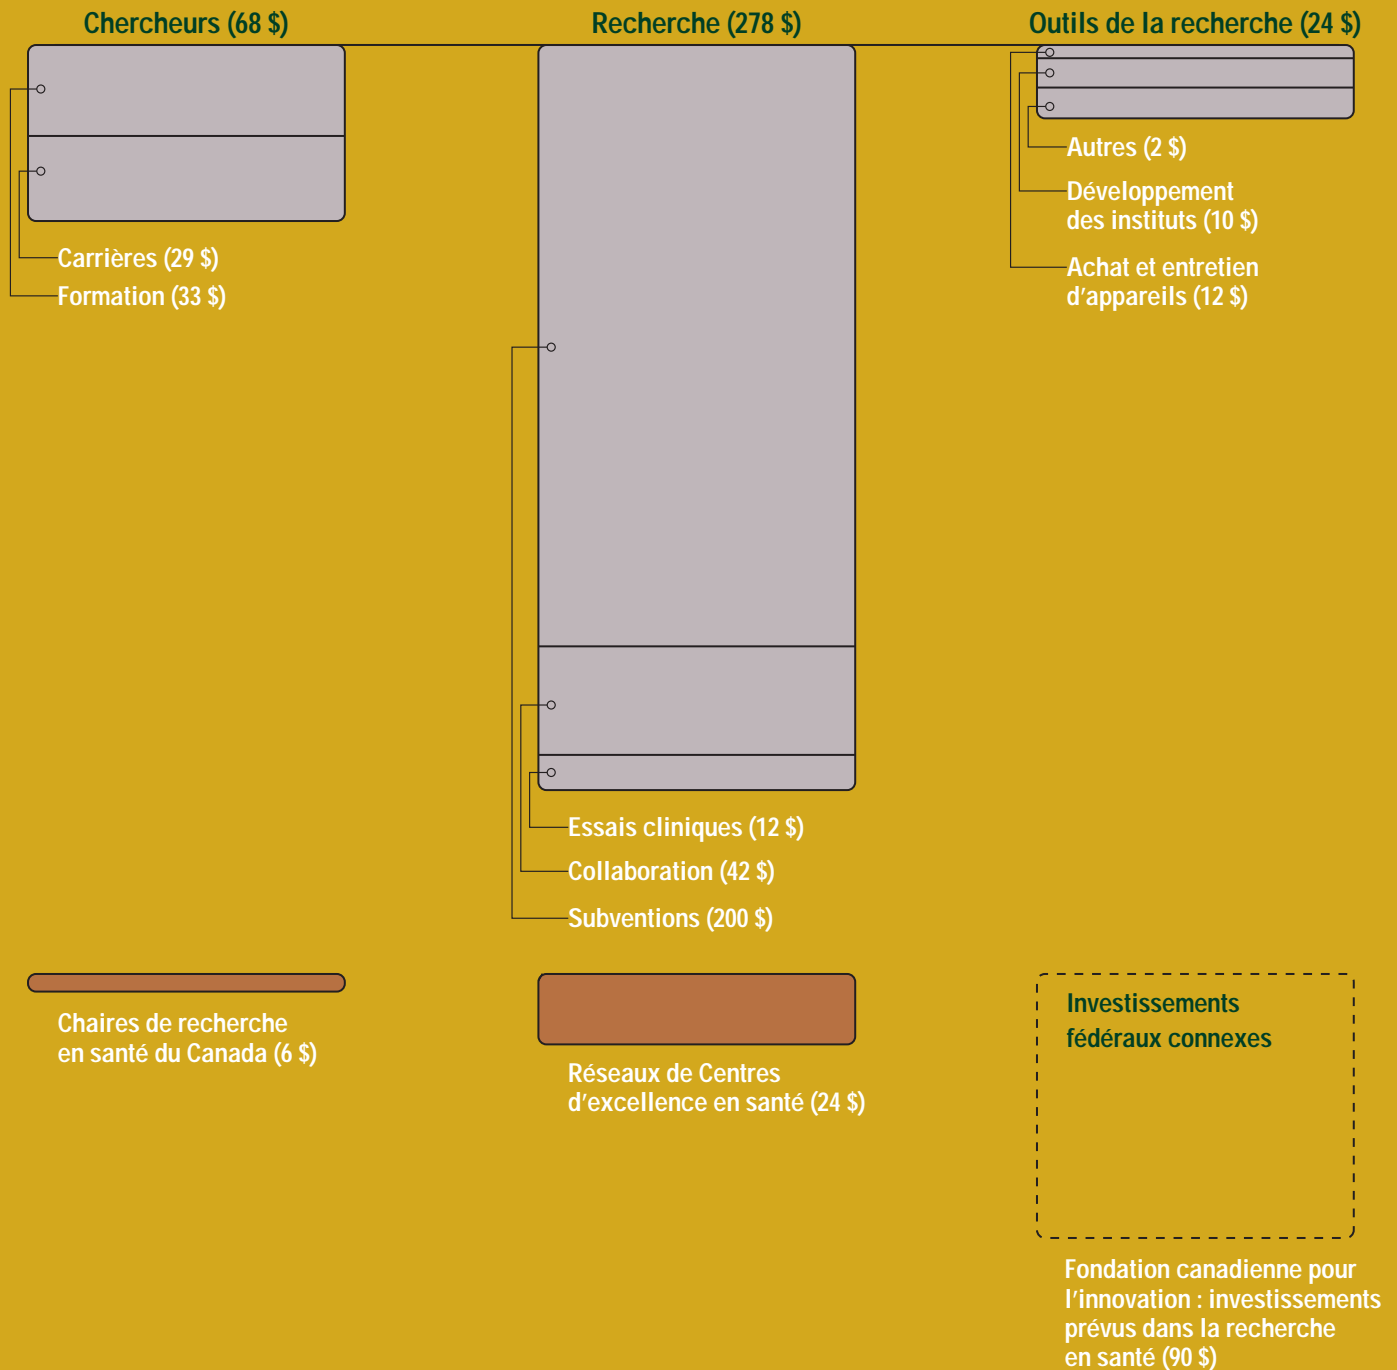 Chercheurs (68 $)
Carrières (29 $)
Formation (33 $)
Recherche (278 $)
Essais cliniques (12 $)
Collaboration (42 $)
Subventions (200 $)
Outils de la recherche (24 $)
Autres (2 $)
Développement
des instituts (10 $)
Achat et entretien
d'appareils (12 $)
Chaires de recherche
en santé du Canada (6 $)
Réseaux de Centres
d'excellence en santé (24 $)
Investissements
fédéraux connexes
Fondation canadienne pour
l'innovation : investissements
prévus dans la recherche
en santé (90 $)